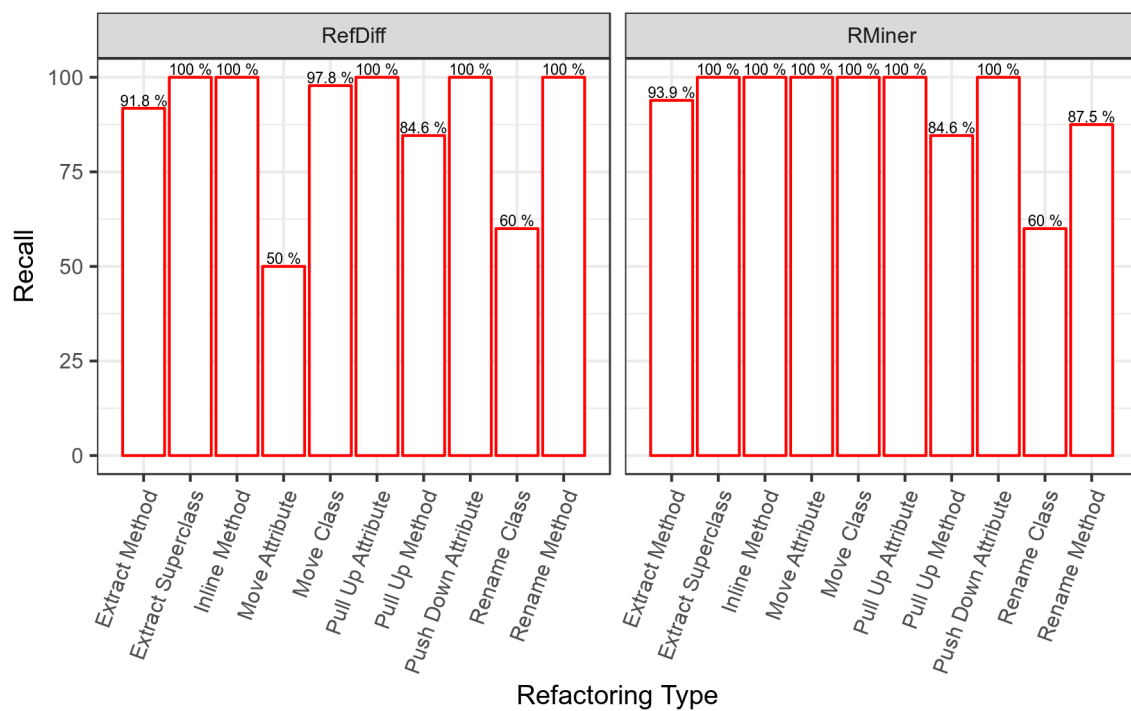 RefDiff
RMiner
Recall
100
75
50
25
0
91.8 %
100 %
100 %
50 %
97.8 %
100 %
84.6 %
100 %
60 %
100 %
93.9 %
100 %
100 %
100 %
100 %
100 %
84.6 %
100 %
60 %
87.5 %
Extract Method
Extract Superclass
Inline Method
Move Attribute
Move Class
Pull Up Attribute
Pull Up Method
Push Down Attribute
Rename Class
Rename Method
Extract Method
Extract Superclass
Inline Method
Move Attribute
Move Class
Pull Up Attribute
Pull Up Method
Push Down Attribute
Rename Class
Rename Method
Refactoring Type